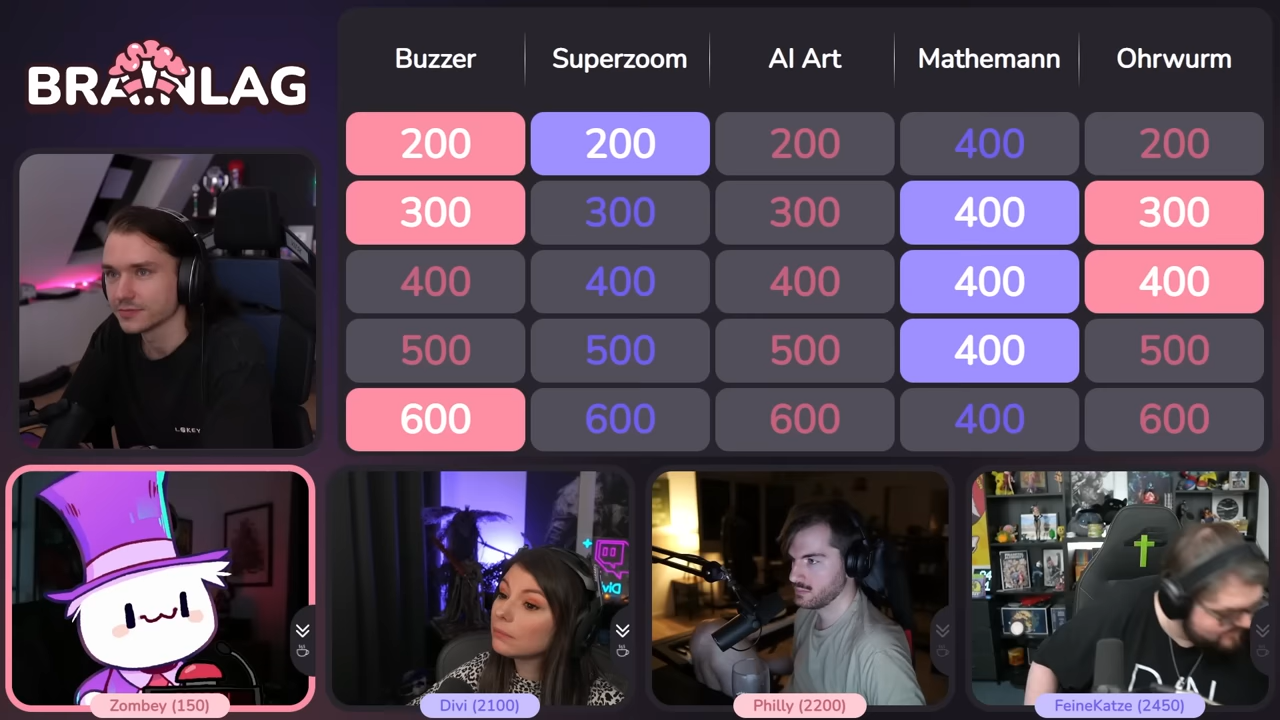 BRAINLAG
Buzzer Superzoom AI Art Mathemann Ohrwurm
200 200 200 400 200
300 300 300 400 300
400 400 400 400 400
500 500 500 400 500
600 600 600 400 600
LOKEY
via
Zombey (150) Divi (2100) Philly (2200) FeineKatze (2450)